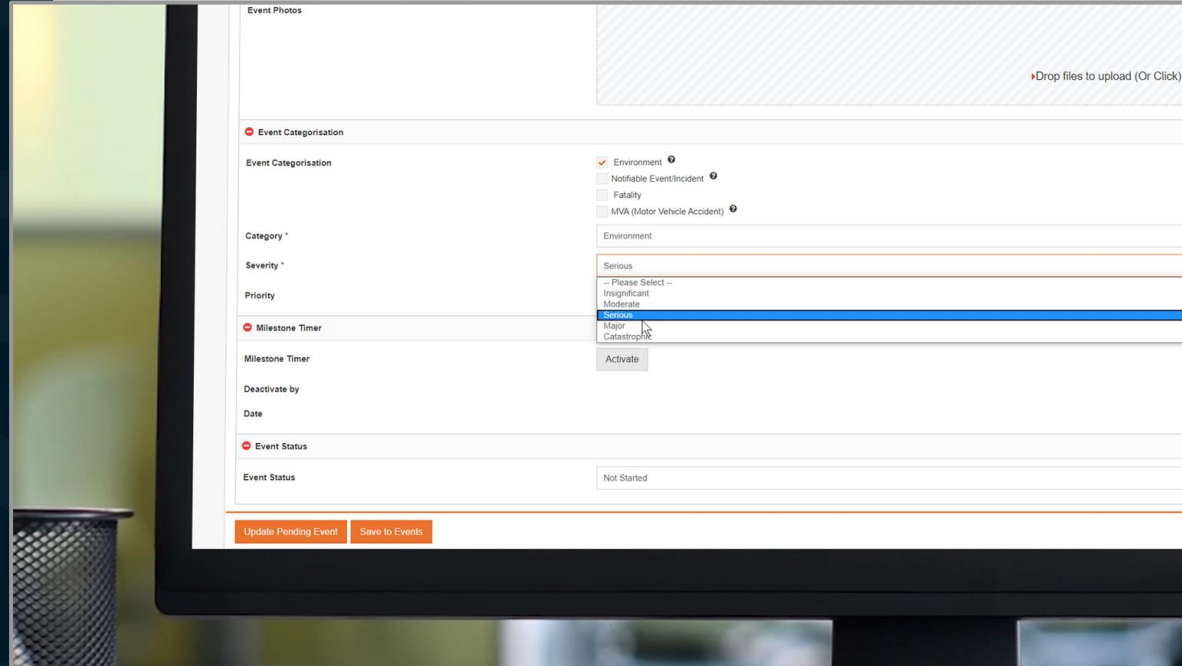 Event Photos
Drop files to upload (Or Click)
Event Categorisation
Event Categorisation
Environment
Notifiable Event/Incident
Fatality
MVA (Motor Vehicle Accident)
Category *
Environment
Severity *
Serious
-- Please Select --
Insignificant
Moderate
Serious
Major
Catastrophic
Priority
Milestone Timer
Milestone Timer
Activate
Deactivate by
Date
Event Status
Event Status
Not Started
Update Pending Event
Save to Events